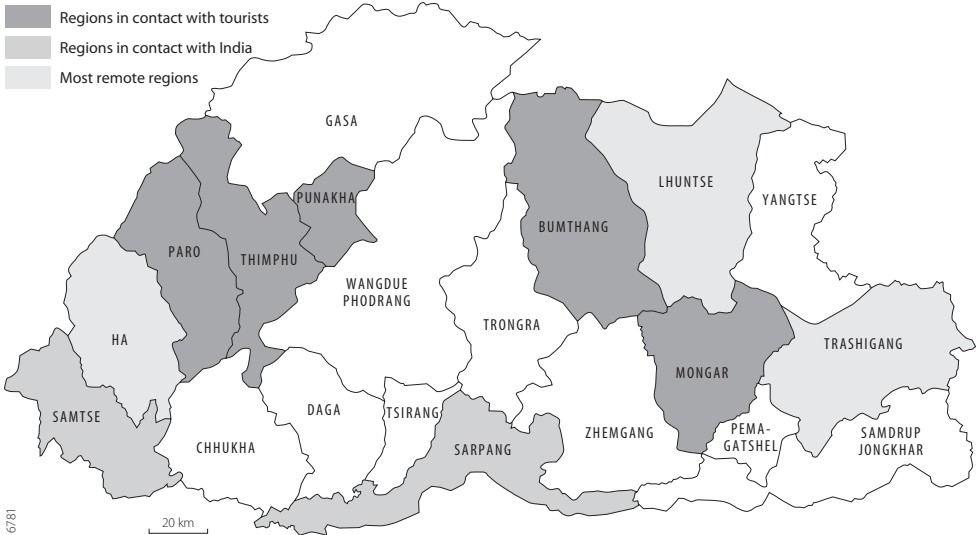 Regions in contact with tourists
Regions in contact with India
Most remote regions
GASA
PUNAKHA
LHUNTSE
YANGTSE
BUMTHANG
PARO
THIMPHU
WANGDUE
PHODRANG
TRONGRA
HA
TRASHIGANG
MONGAR
SAMTSE
DAGA
TSIRANG
CHHUKHA
SARPANG
ZHEMGANG
PEMA-
GATSHEL
SAMDRUP
JONGKHAR
20 km
6781